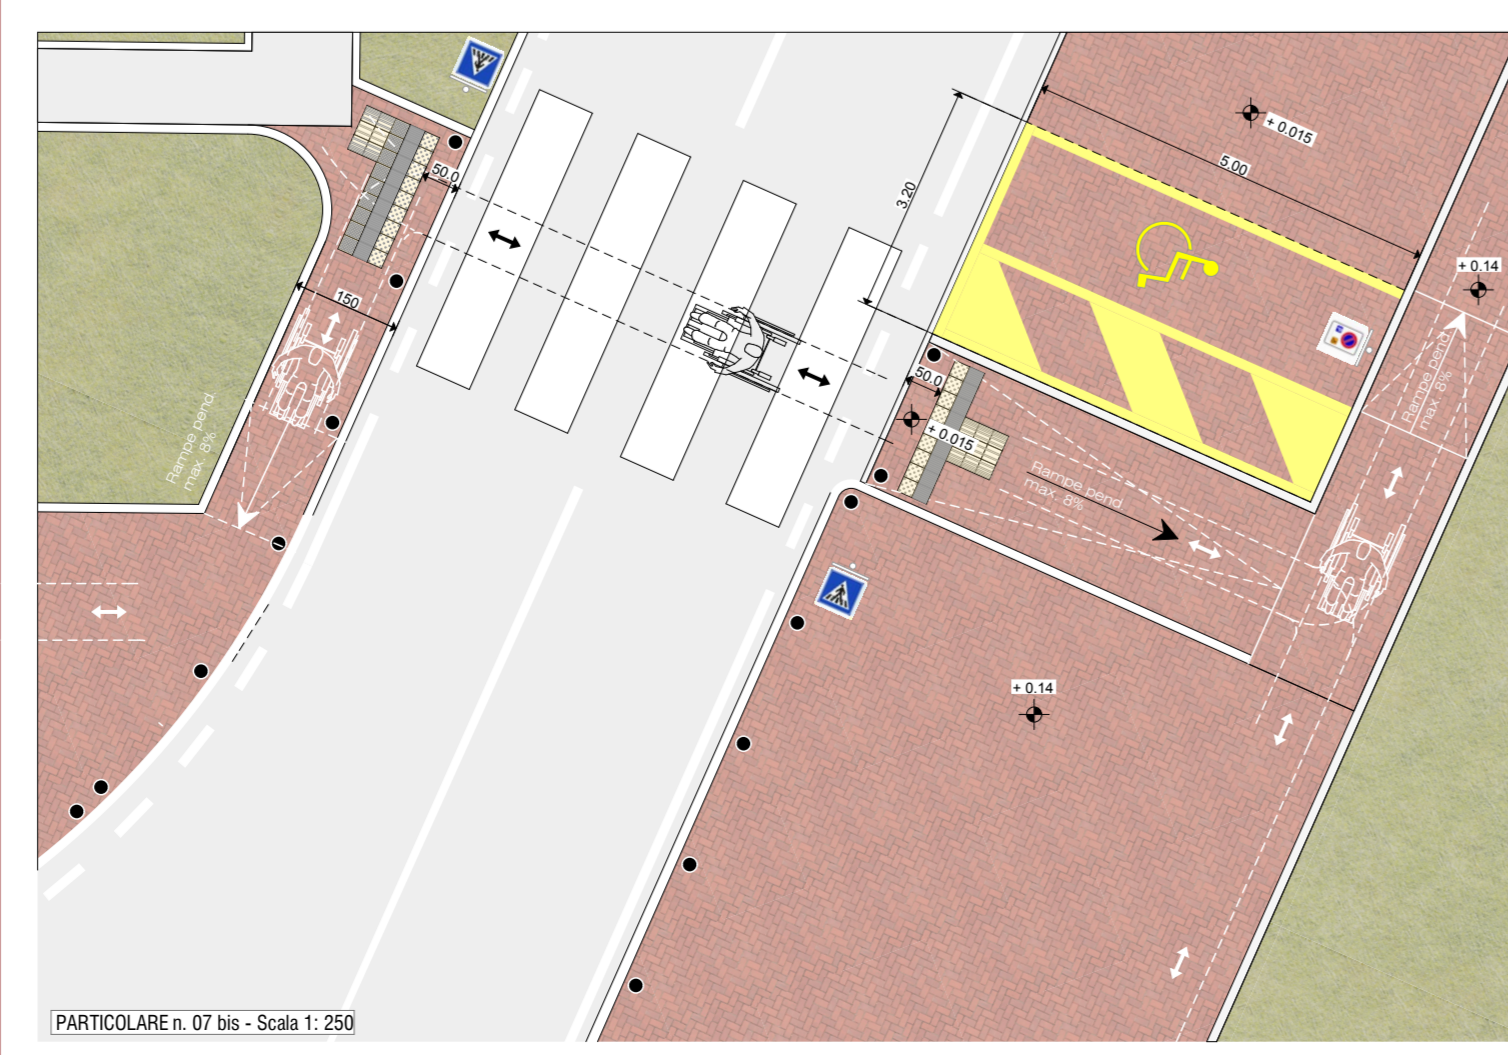 + 0.015
5.00
3.20
50.0
+ 0.14
150
Rampe pend.
max. 8%
50.0
+ 0.015
Rampe pend.
max. 8%
Rampe pend.
max. 8%
+ 0.14
PARTICOLARE n. 07 bis - Scala 1: 250